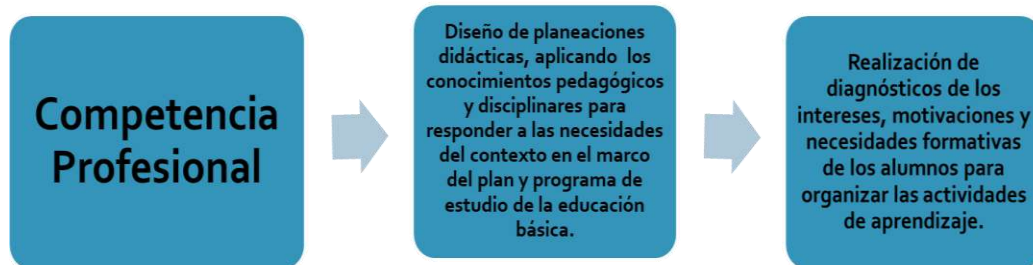 Competencia
Profesional
Diseño de planeaciones
didácticas, aplicando los
conocimientos pedagógicos
y disciplinares para
responder a las necesidades
del contexto en el marco
del plan y programa de
estudio de la educación
básica.
Realización de
diagnósticos de los
intereses, motivaciones y
necesidades formativas
de los alumnos para
organizar las actividades
de aprendizaje.